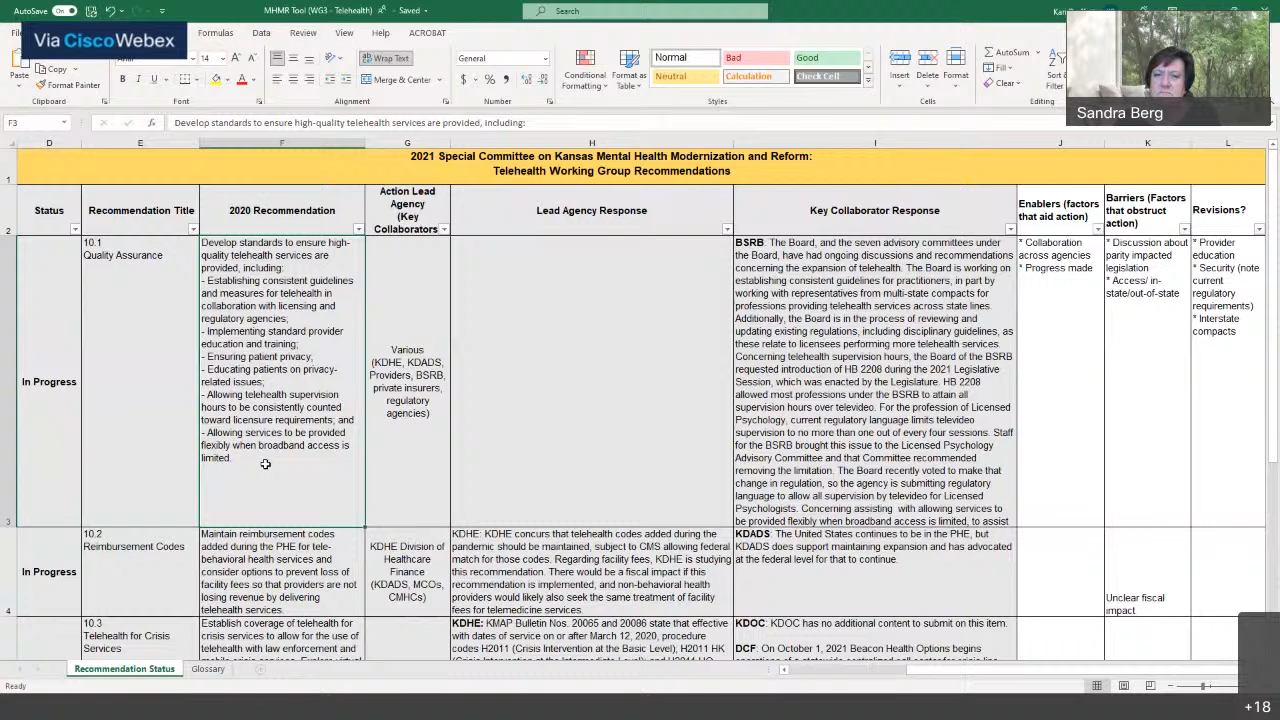 AutoSave On
MHMR Tool (WG3 - Telehealth) - Saved
Search
Via CiscoWebex
Formulas Data Review View Help ACROBAT
Paste
Copy
Format Painter
14
General
Wrap Text
Merge & Center
Conditional Formatting
Format as Table
Normal Bad Good
Neutral Calculation Check Cell
Insert Delete Format
AutoSum
Fill
Clear
Clipboard Font Alignment Number Styles Cells Editing
Sandra Berg
F3
Develop standards to ensure high-quality telehealth services are provided, including:
D E F G H I J K L
1
2021 Special Committee on Kansas Mental Health Modernization and Reform:
Telehealth Working Group Recommendations
2
Status
Recommendation Title
2020 Recommendation
Action Lead
Agency
(Key
Collaborators
Lead Agency Response
Key Collaborator Response
Enablers (factors
that aid action)
Barriers (Factors
that obstruct
action)
Revisions?
3
In Progress
10.1
Quality Assurance
Develop standards to ensure high-
quality telehealth services are
provided, including:
- Establishing consistent guidelines
and measures for telehealth in
collaboration with licensing and
regulatory agencies;
- Implementing standard provider
education and training;
- Ensuring patient privacy;
- Educating patients on privacy-
related issues;
- Allowing telehealth supervision
hours to be consistently counted
toward licensure requirements; and
- Allowing services to be provided
flexibly when broadband access is
limited.
Various
(KDHE, KDADS,
Providers, BSRB,
private insurers,
regulatory
agencies)
BSRB. The Board, and the seven advisory committees under
the Board, have had ongoing discussions and recommendations
concerning the expansion of telehealth. The Board is working on
establishing consistent guidelines for practitioners, in part by
working with representatives from multi-state compacts for
professions providing telehealth services across state lines.
Additionally, the Board is in the process of reviewing and
updating existing regulations, including disciplinary guidelines, as
these relate to licensees performing more telehealth services.
Concerning telehealth supervision hours, the Board of the BSRB
requested introduction of HB 2208 during the 2021 Legislative
Session, which was enacted by the Legislature. HB 2208
allowed most professions under the BSRB to attain all
supervision hours over televideo. For the profession of Licensed
Psychology, current regulatory language limits televideo
supervision to no more than one out of every four sessions. Staff
for the BSRB brought this issue to the Licensed Psychology
Advisory Committee and that Committee recommended
removing the limitation. The Board recently voted to make that
change in regulation, so the agency is submitting regulatory
language to allow all supervision by televideo for Licensed
Psychologists. Concerning assisting with allowing services to
be provided flexibly when broadband access is limited, to assist
* Collaboration
across agencies
* Progress made
* Discussion about
parity impacted
legislation
* Access/ in-
state/out-of-state
* Provider
education
* Security (note
current
regulatory
requirements)
* Interstate
compacts
4
In Progress
10.2
Reimbursement Codes
Maintain reimbursement codes
added during the PHE for tele-
behavioral health services and
consider options to prevent loss of
facility fees so that providers are not
losing revenue by delivering
telehealth services.
KDHE Division of
Healthcare
Finance
(KDADS, MCOs,
CMHCs)
KDHE: KDHE concurs that telehealth codes added during the
pandemic should be maintained, subject to CMS allowing federal
match for those codes. Regarding facility fees, KDHE is studying
this recommendation. There would be a fiscal impact if this
recommendation is implemented, and non-behavioral health
providers would likely also seek the same treatment of facility
fees for telemedicine services.
KDADS: The United States continues to be in the PHE, but
KDADS does support maintaining expansion and has advocated
at the federal level for that to continue.
Unclear fiscal
impact
10.3
Telehealth for Crisis
Services
Establish coverage of telehealth for
crisis services to allow for the use of
telehealth with law enforcement and
KDHE: KMAP Bulletin Nos. 20065 and 20086 state that effective
with dates of service on or after March 12, 2020, procedure
codes H2011 (Crisis Intervention at the Basic Level), H2011 HK
KDOC: KDOC has no additional content to submit on this item.
DCF: On October 1, 2021 Beacon Health Options begins
Recommendation Status
Glossary
Ready
+18